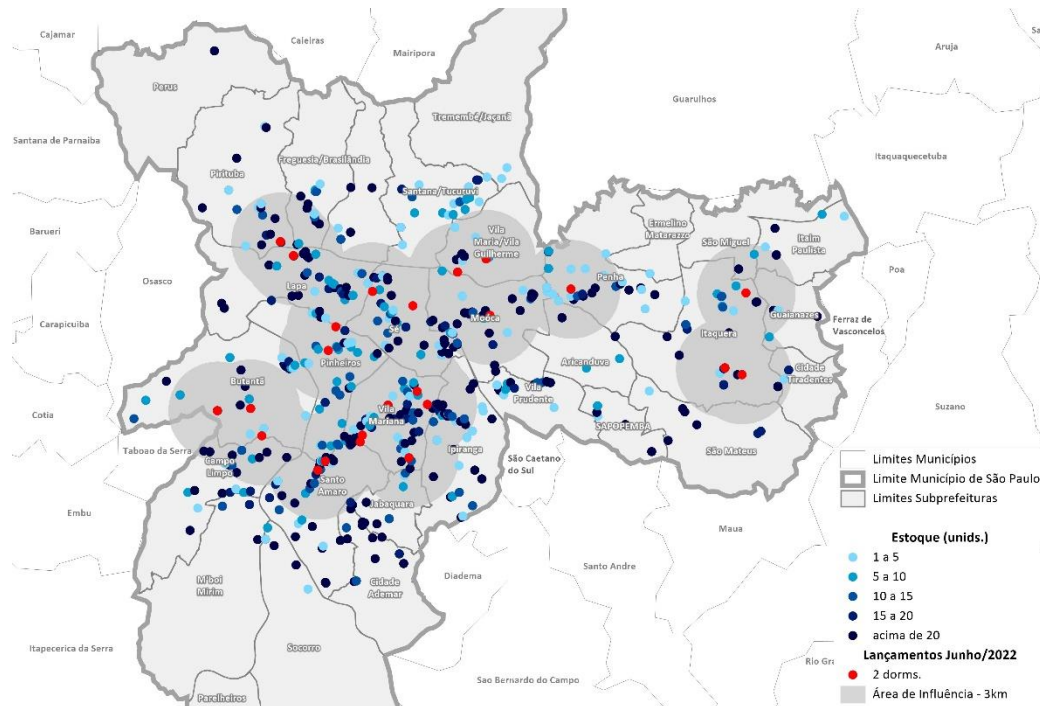 Cajamar
Caieiras
Mairipora
Aruja
Sa
Perus
Guarulhos
Tremembé/Jaçanã
Santana de Parnaiba
Itaquaquecetuba
Freguesia/Brasilândia
Pirituba
Santana/Tucuruvi
Ermelino
Matarazzo
Barueri
Vila
Maria/Vila
Guilherme
São Miguel
Itaim
Paulista
Osasco
Penha
Poa
Lapa
Carapicuiba
Mooca
Guaianazes
Ferraz de
Vasconcelos
Sé
Itaquera
Pinheiros
Aricanduva
Butantã
Cidade
Tiradentes
Vila
Prudente
Suzano
Cotia
Vila
Mariana
SAPOPEMBA
Taboao da Serra
Ipiranga
São Mateus
São Caetano
do Sul
Campo
Limpo
Santo
Amaro
Jabaquara
Embu
Maua
Diadema
Santo Andre
M'boi
Mirim
Cidade
Ademar
Itapecerica da Serra
Socorro
Sao Bernardo do Campo
Rio Gra
Parelheiros
Limites Municípios
Limite Município de São Paulo
Limites Subprefeituras
Estoque (unids.)
1 a 5
5 a 10
10 a 15
15 a 20
acima de 20
Lançamentos Junho/2022
2 dorms.
Área de Influência - 3km